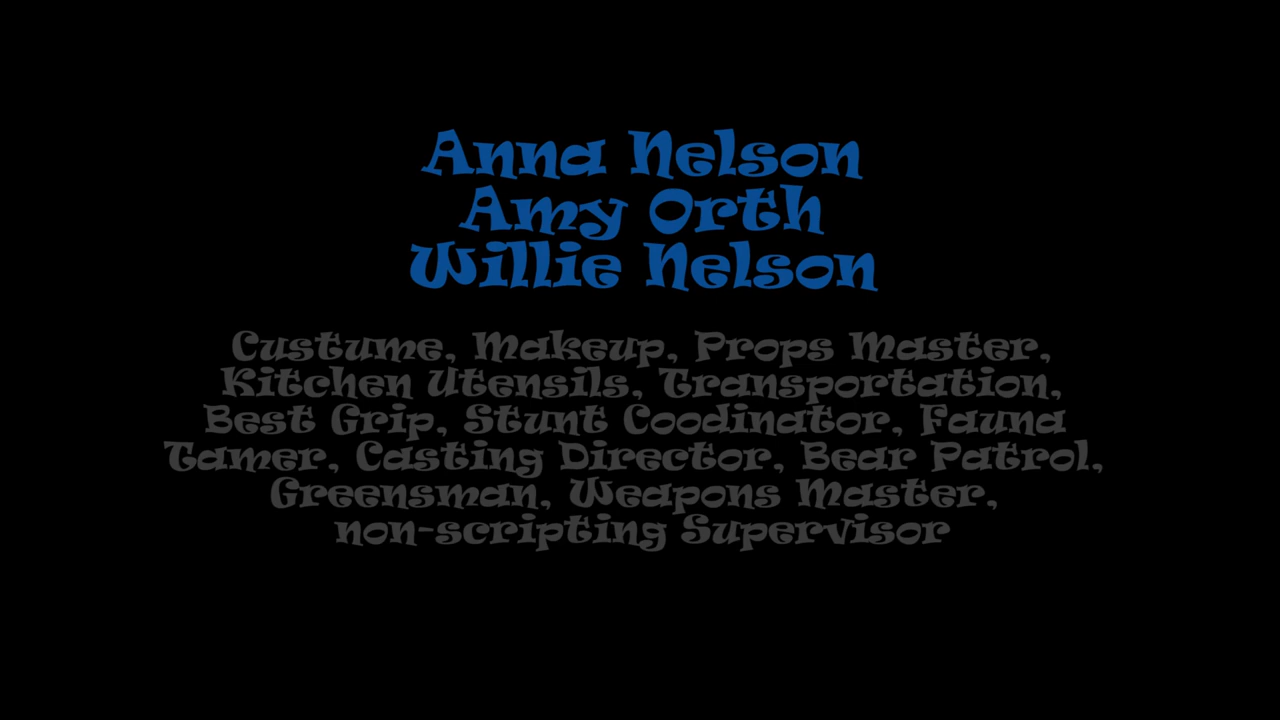 Anna Nelson
Amy Orth
Willie Nelson
Custume, Makeup, Props Master,
Kitchen Utensils, Transportation,
Best Grip, Stunt Coodinator, Fauna
Tamer, Casting Director, Bear Patrol,
Greensman, Weapons Master,
non-scripting Supervisor